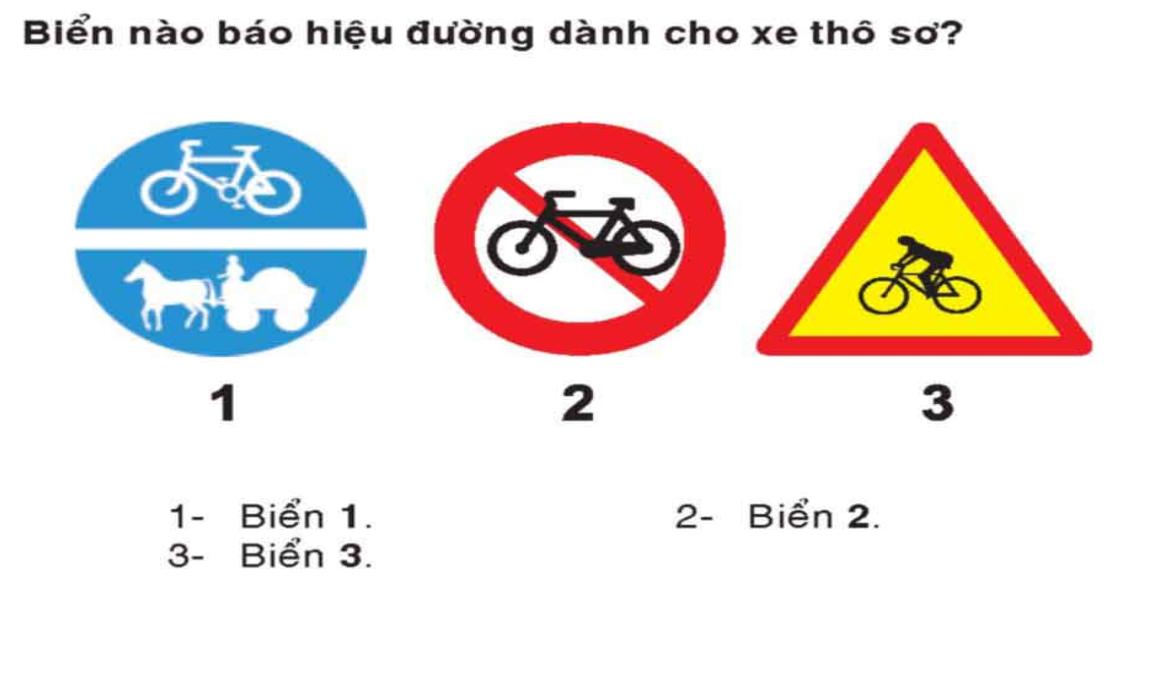 Biển nào báo hiệu đường dành cho xe thô sơ?
1 2 3
1- Biển 1. 2- Biển 2.
3- Biển 3.